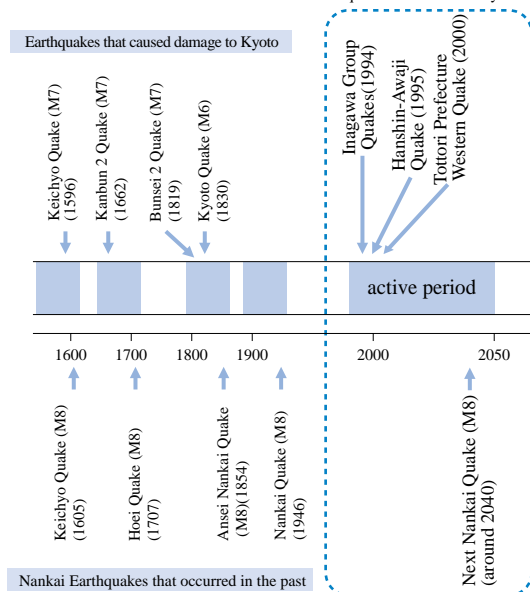 Earthquakes that caused damage to Kyoto
Keichyo Quake (M7)
(1596)
Kanbun 2 Quake (M7)
(1662)
Bunsei 2 Quake (M7)
(1819)
Kyoto Quake (M6)
(1830)
Inagawa Group
Quakes(1994)
Hanshin-Awaji
Quake (1995)
Tottori Prefecture
Western Quake (2000)
active period
1600
1700
1800
1900
2000
2050
Keichyo Quake (M8)
(1605)
Hoei Quake (M8)
(1707)
Ansei Nankai Quake
(M8)(1854)
Nankai Quake (M8)
(1946)
Next Nankai Quake (M8)
(around 2040)
Nankai Earthquakes that occurred in the past